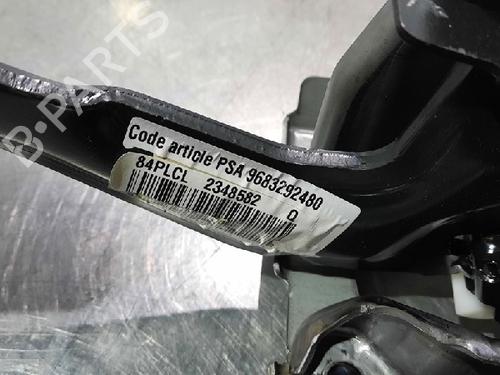 B-PARTS
Code article PSA 9683292480
84PLCL 2348582 0